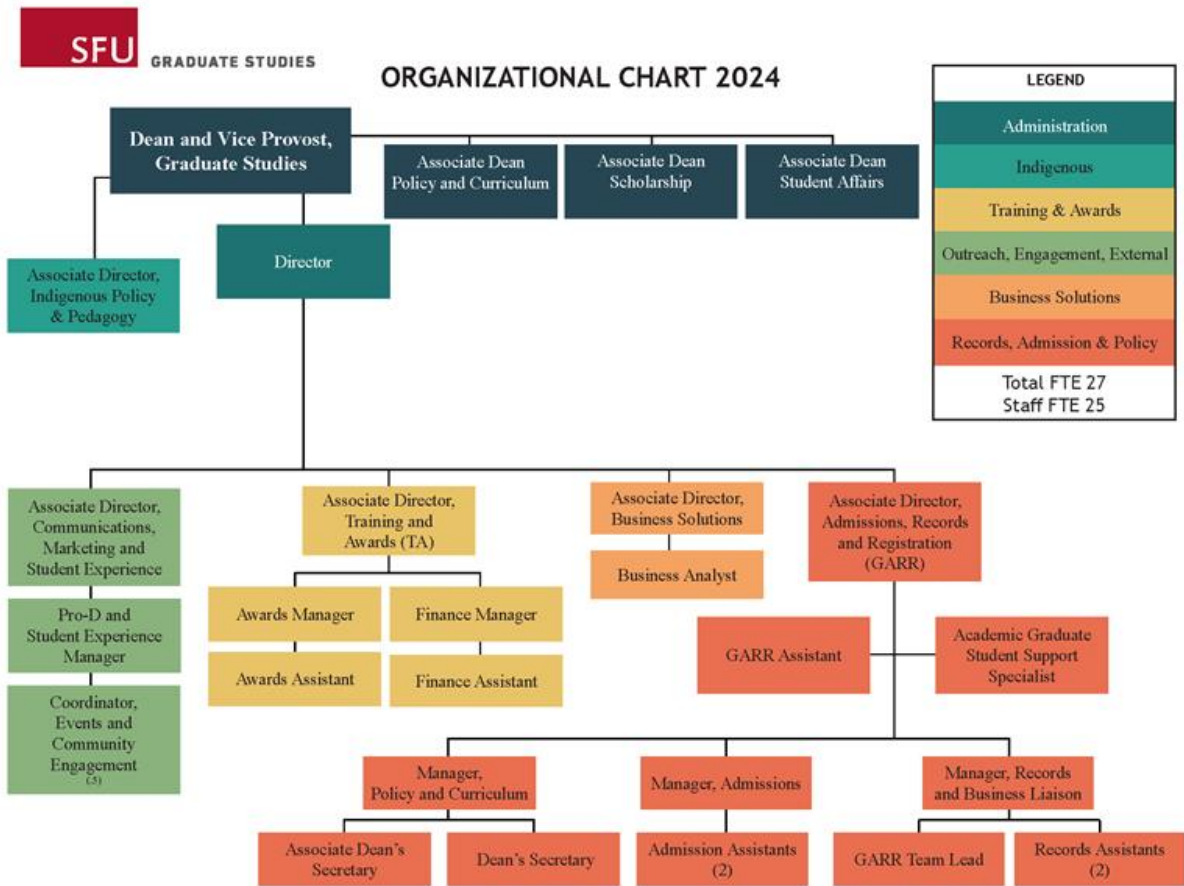 SFU
GRADUATE STUDIES
ORGANIZATIONAL CHART 2024
LEGEND
Administration
Indigenous
Training & Awards
Outreach, Engagement, External
Business Solutions
Records, Admission & Policy
Total FTE 27
Staff FTE 25
Dean and Vice Provost,
Graduate Studies
Associate Dean
Policy and Curriculum
Associate Dean
Scholarship
Associate Dean
Student Affairs
Director
Associate Director,
Indigenous Policy
& Pedagogy
Associate Director,
Communications,
Marketing and
Student Experience
Pro-D and
Student Experience
Manager
Coordinator,
Events and
Community
Engagement
(.5)
Associate Director,
Training and
Awards (TA)
Awards Manager
Awards Assistant
Finance Manager
Finance Assistant
Associate Director,
Business Solutions
Business Analyst
Associate Director,
Admissions, Records
and Registration
(GARR)
GARR Assistant
Academic Graduate
Student Support
Specialist
Manager,
Policy and Curriculum
Associate Dean's
Secretary
Dean's Secretary
Manager, Admissions
Admission Assistants
(2)
Manager, Records
and Business Liaison
GARR Team Lead
Records Assistants
(2)